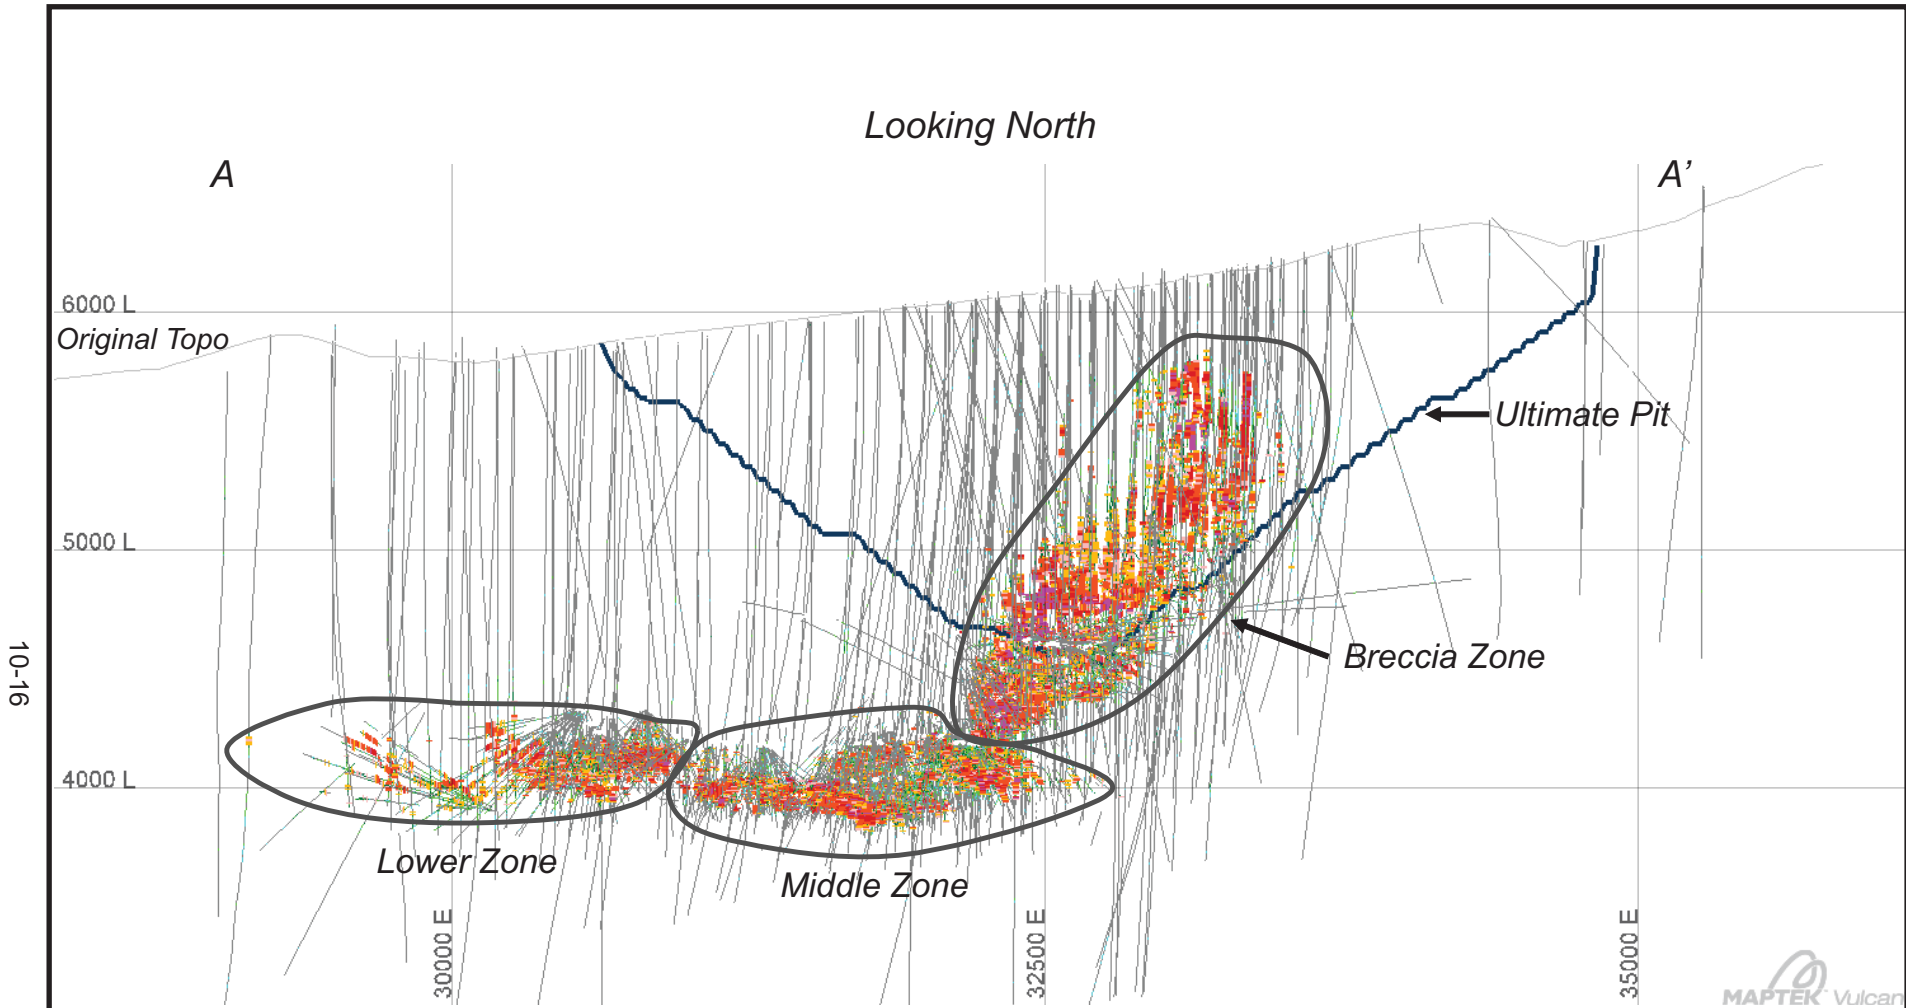 Looking North
A
A’
6000 L
Original Topo
Ultimate Pit
5000 L
Breccia Zone
10-16
4000 L
Lower Zone
Middle Zone
30000 E
32500 E
35000 E
MAPTEK Vulcan